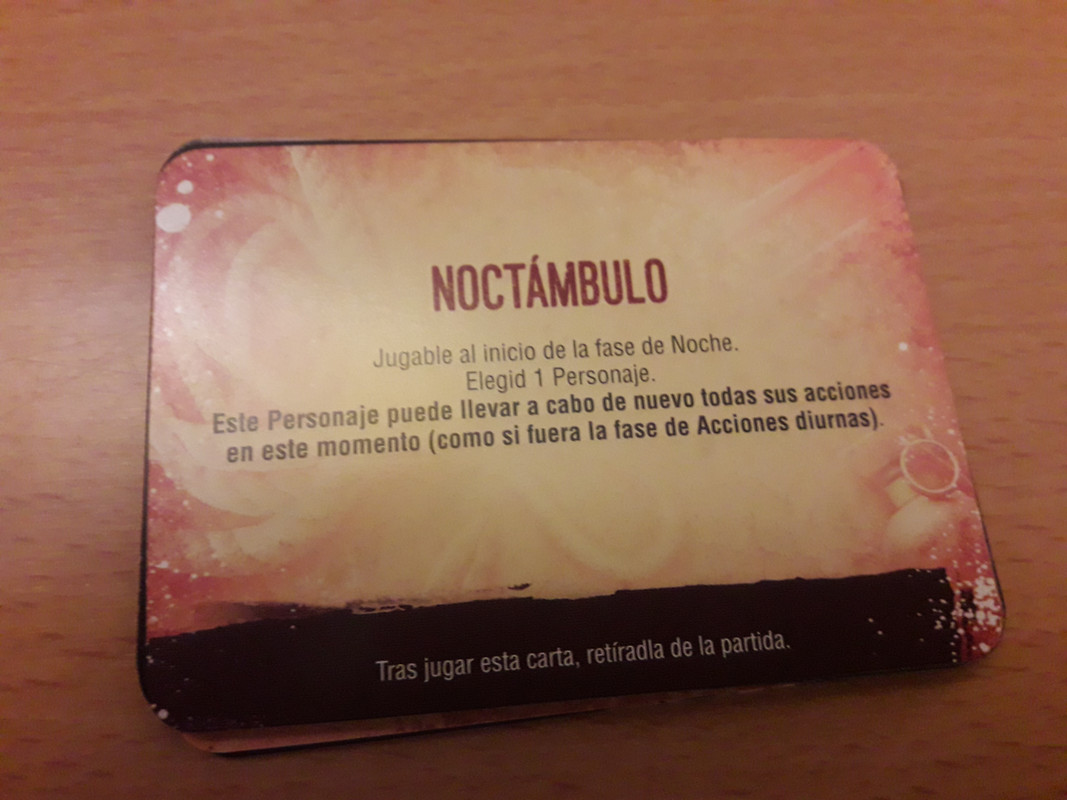 NOCTÁMBULO
Jugable al inicio de la fase de Noche.
Elegid 1 Personaje.
Este Personaje puede llevar a cabo de nuevo todas sus acciones
en este momento (como si fuera la fase de Acciones diurnas).
Tras jugar esta carta, retíradla de la partida.